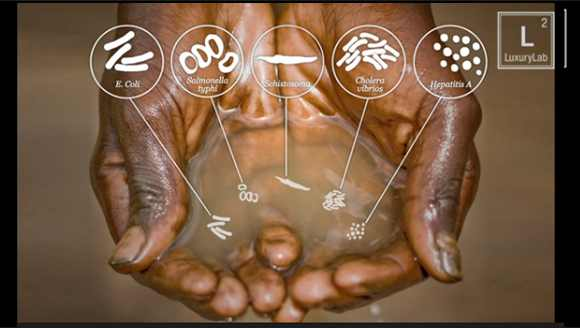 E. Coli
Salmonella
typhi
Schistosoma
Cholera
vibrios
Hepatitis A
L
2
LUXURYLAB